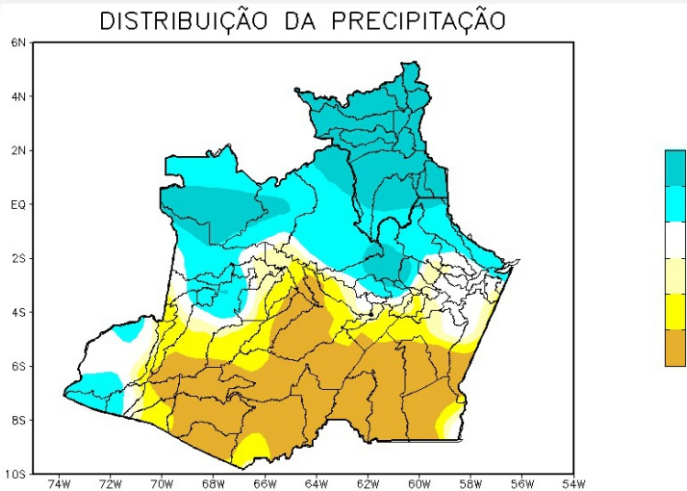 DISTRIBUIÇÃO DA PRECIPITAÇÃO
6N
4N
2N
EQ
2S
4S
6S
8S
10S
74W 72W 70W 68W 66W 64W 62W 60W 58W 56W 54W